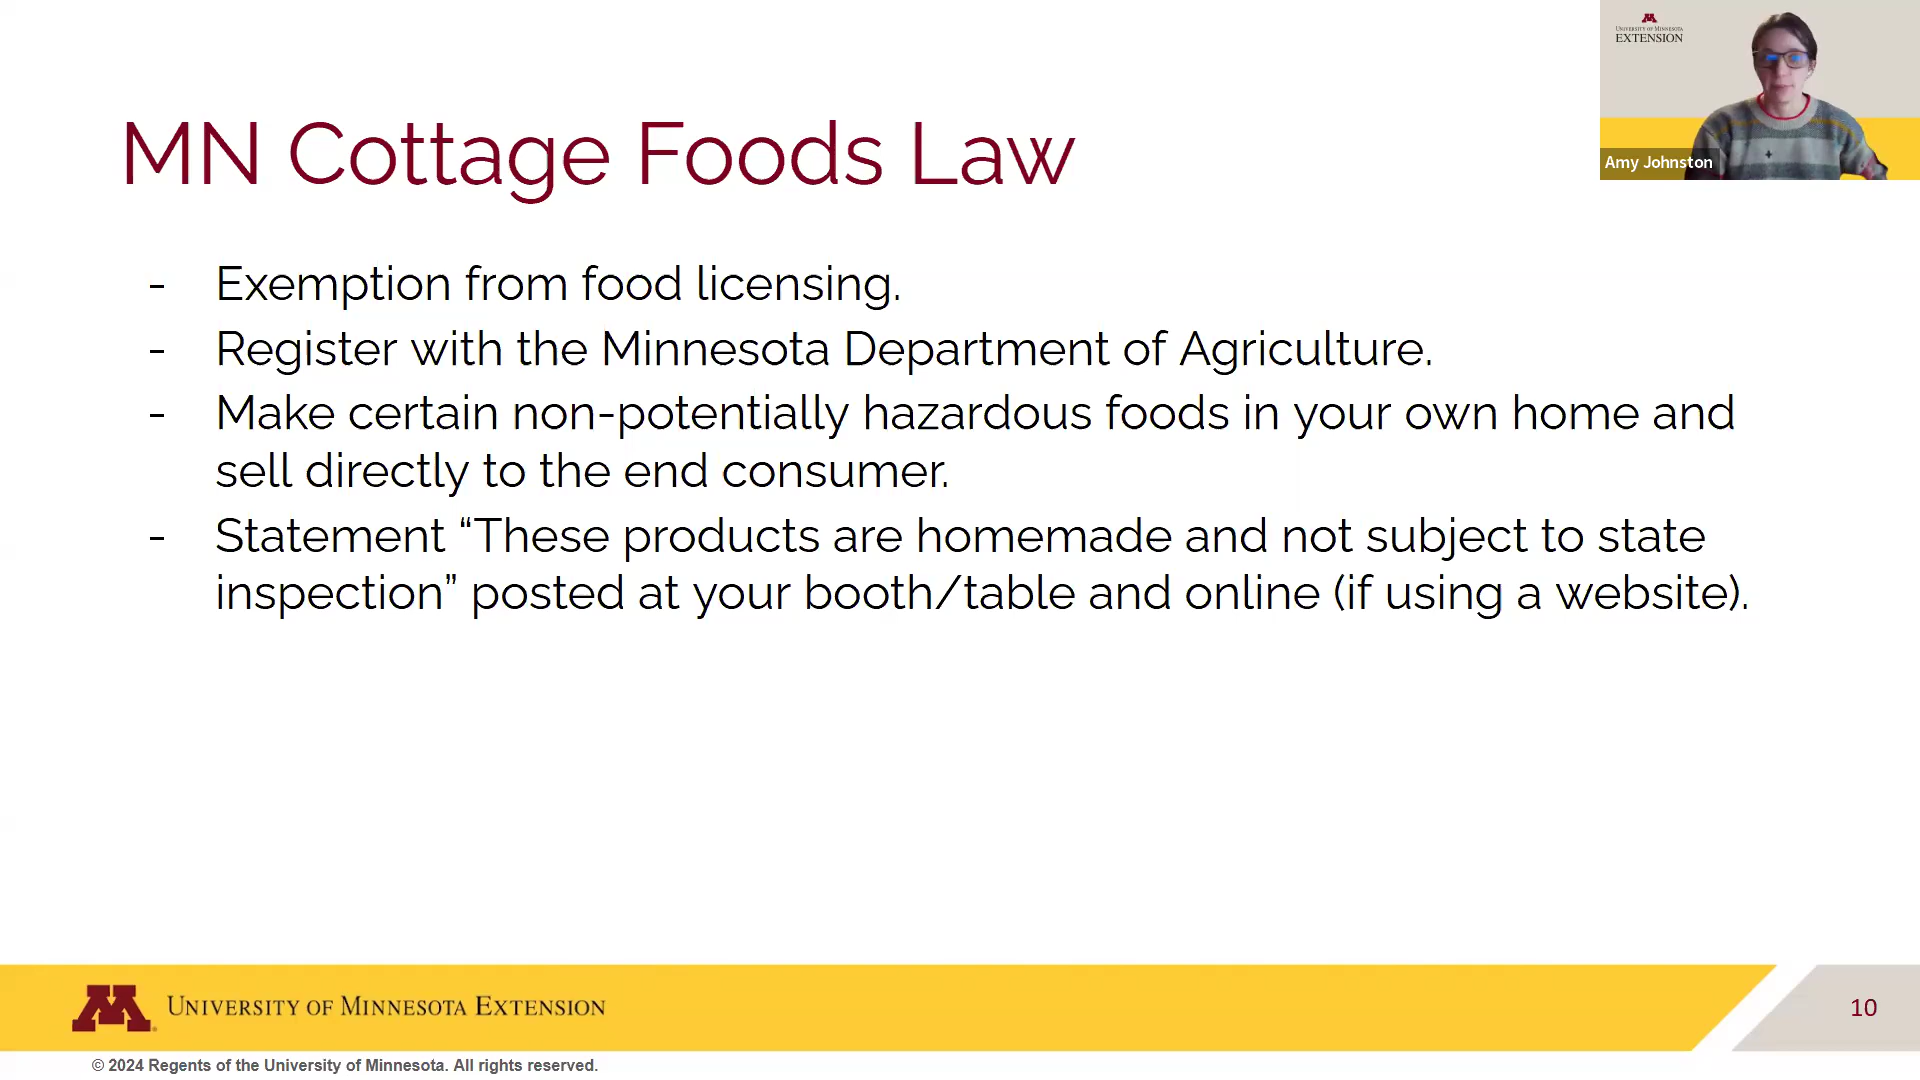 UNIVERSITY OF MINNESOTA
EXTENSION
Amy Johnston
MN Cottage Foods Law
- Exemption from food licensing.
- Register with the Minnesota Department of Agriculture.
- Make certain non-potentially hazardous foods in your own home and
sell directly to the end consumer.
- Statement “These products are homemade and not subject to state
inspection” posted at your booth/table and online (if using a website).
UNIVERSITY OF MINNESOTA EXTENSION
10
© 2024 Regents of the University of Minnesota. All rights reserved.